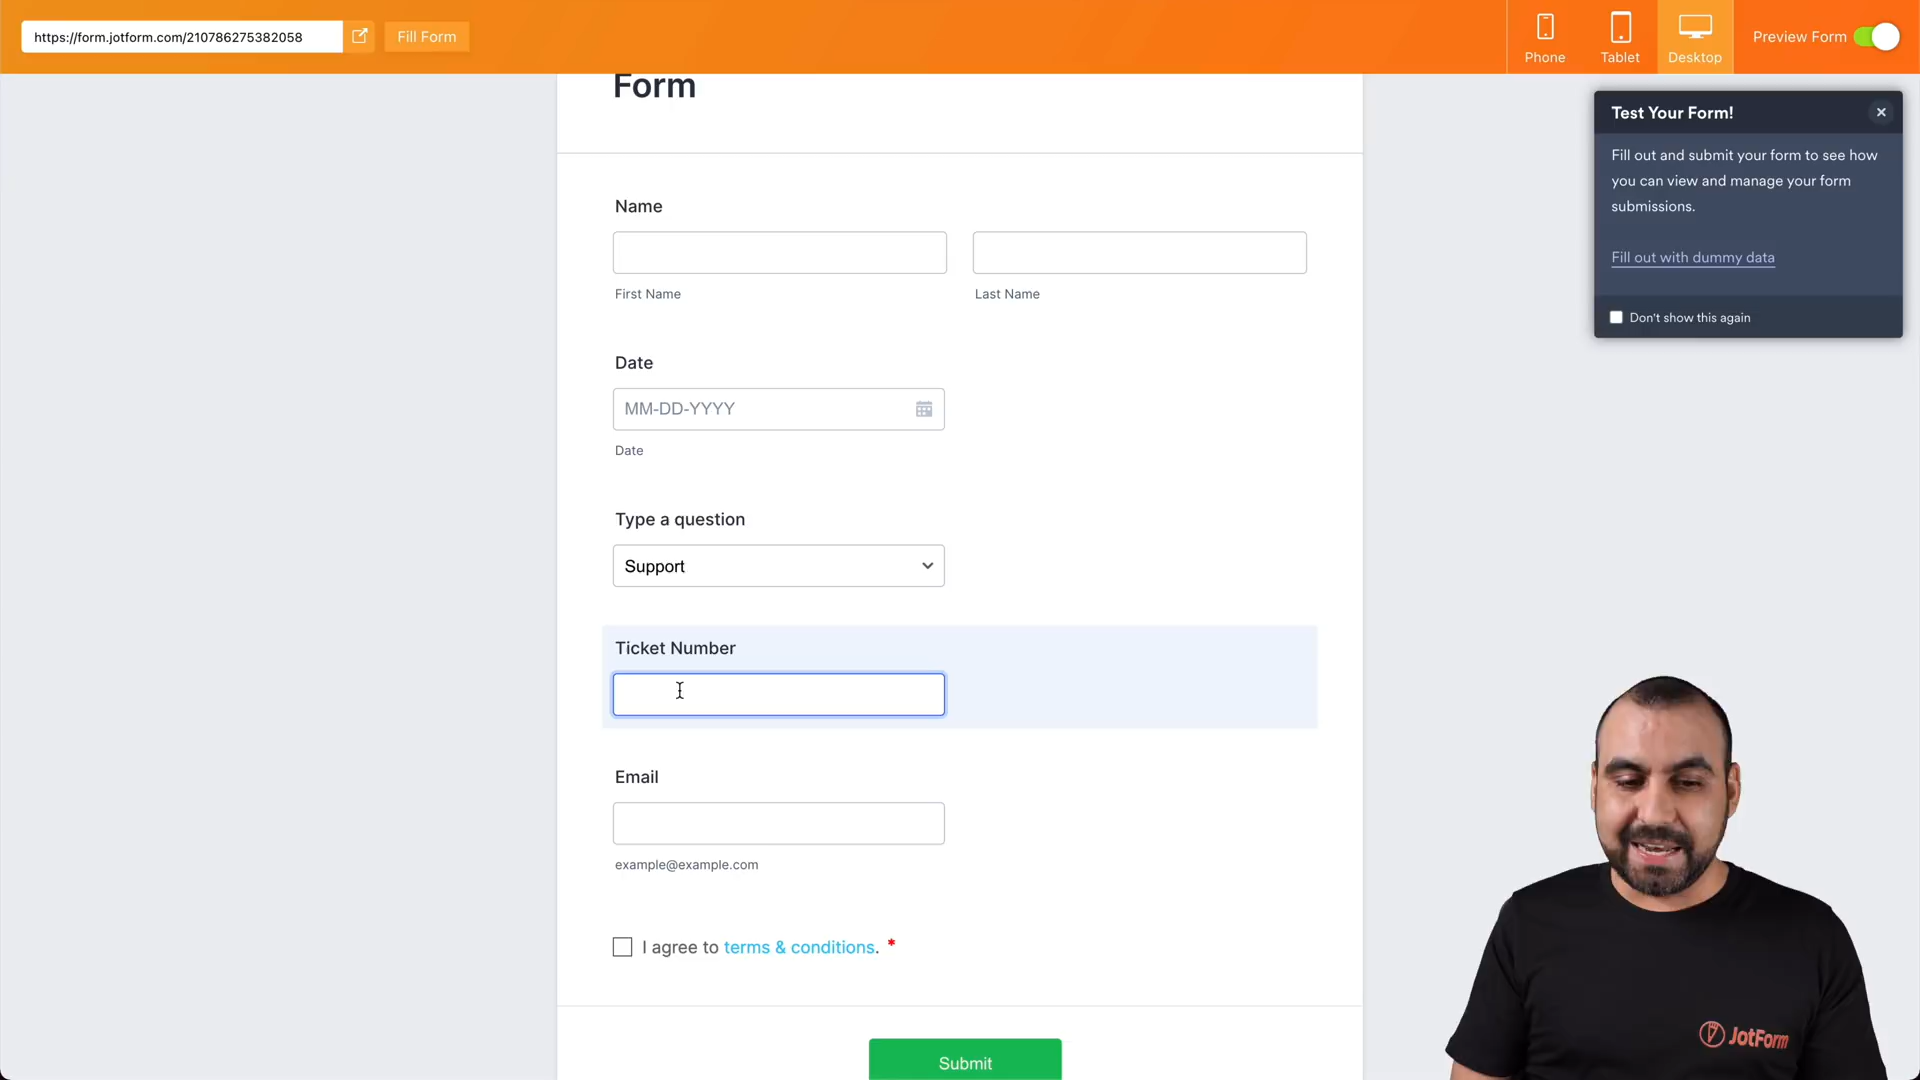 https://form.jotform.com/210786275382058
Fill Form
Phone
Tablet
Desktop
Preview Form
Form
Test Your Form!
Fill out and submit your form to see how
you can view and manage your form
submissions.
Fill out with dummy data
Don't show this again
Name
First Name
Last Name
Date
MM-DD-YYYY
Date
Type a question
Support
Ticket Number
Email
example@example.com
I agree to terms & conditions. *
Submit
JotForm